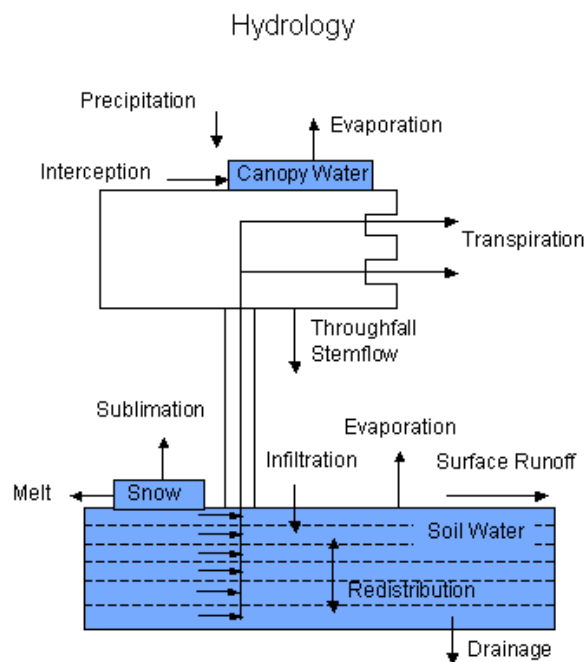 Hydrology
Precipitation
Evaporation
Interception
Canopy Water
Transpiration
Throughfall
Stemflow
Sublimation
Evaporation
Infiltration
Surface Runoff
Melt
Snow
Soil Water
Redistribution
Drainage